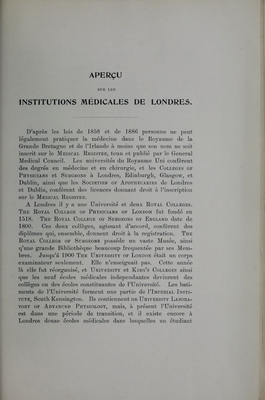 APERÇU
SUR LES
INSTITUTIONS MÉDICALES DE LONDRES.
D'après les lois de 1858 et de 1886 personne ne peut
légalement pratiquer la médecine dans le Royaume de la
Grande Bretagne et de l'Irlande à moins que son nom ne soit
inscrit sur le MEDICAL REGISTER, tenu et publié par le General
Medical Council. Les universités du Royaume Uni confèrent
des degrés en médecine et en chirurgie, et les COLLEGES OF
PHYSICIANS et SURGEONS à Londres, Edinburgh, Glasgow, et
Dublin, ainsi que les SOCIETIES OF APOTHECARIES de Londres
et Dublin, confèrent des licences donnant droit à l'inscription
sur le MEDICAL REGISTER.
A Londres il y a une Université et deux ROYAL COLLEGES.
THE ROYAL COLLEGE OF PHYSICIANS OF LONDON fut fondé en
1518. THE ROYAL COLLEGE OF SURGEONS OF ENGLAND date de
1800. Ces deux collèges, agissant d'accord, confèrent des
diplômes qui, ensemble, donnent droit à la registration. THE
ROYAL COLLEGE OF SURGEONS possède un vaste Musée, ainsi
qu'une grande Bibliothèque beaucoup fréquentée par ses Mem-
bres. Jusqu'à 1900 THE UNIVERSITY OF LONDON était un corps
examinateur seulement. Elle n'enseignait pas. Cette année
là elle fut réorganisé, et UNIVERSITY et KING'S COLLEGES ainsi
que les neuf écoles médicales indépendantes devinrent des
collèges ou des écoles constituantes de l'Université. Les bati-
ments de l'Université forment une partie de l'IMPERIAL INSTI-
TUTE, South Kensington. Ils contiennent un UNIVERSITY LABORA-
TORY OF ADVANCED PHYSIOLOGY, mais, à présent l'Université
est dans une période de transition, et il existe encore à
Londres douze écoles médicales dans lesquelles un étudiant